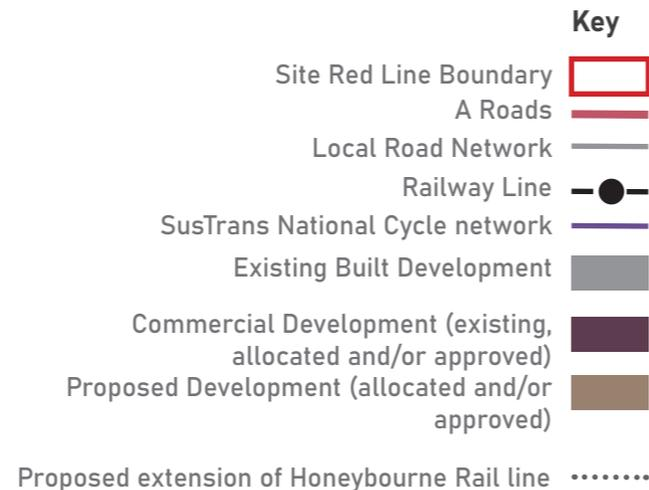 Key
Site Red Line Boundary
A Roads
Local Road Network
Railway Line
SusTrans National Cycle network
Existing Built Development
Commercial Development (existing,
allocated and/or approved)
Proposed Development (allocated and/or
approved)
Proposed extension of Honeybourne Rail line